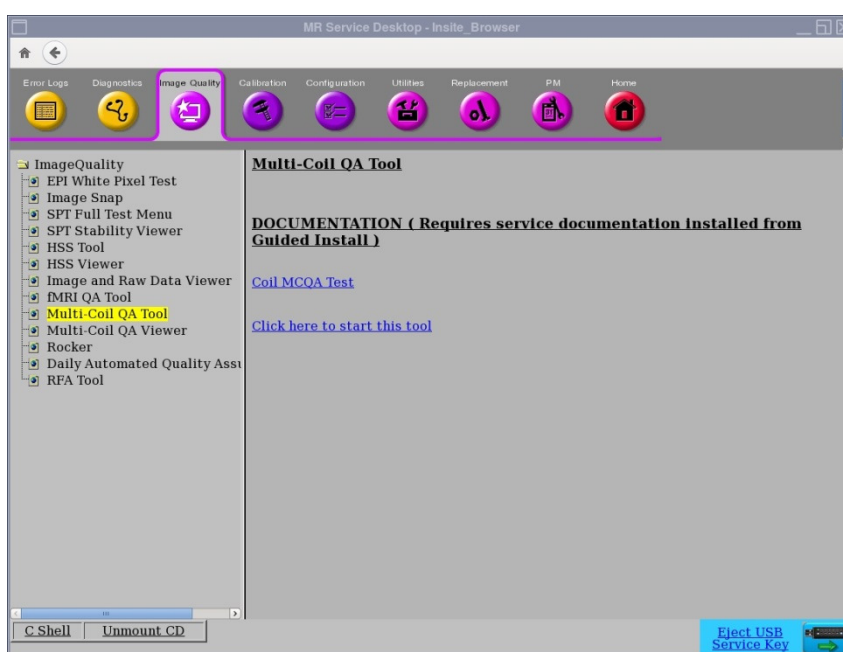 MR Service Desktop - Insite_Browser
Error Logs
Diagnostics
Image Quality
Calibration
Configuration
Utilities
Replacement
PM
Home
ImageQuality
EPI White Pixel Test
Image Snap
SPT Full Test Menu
SPT Stability Viewer
HSS Tool
HSS Viewer
Image and Raw Data Viewer
fMRI QA Tool
Multi-Coil QA Tool
Multi-Coil QA Viewer
Rocker
Daily Automated Quality Assu
RFA Tool
Multi-Coil QA Tool
DOCUMENTATION ( Requires service documentation installed from
Guided Install )
Coil MCQA Test
Click here to start this tool
C Shell
Unmount CD
Eject USB
Service Key